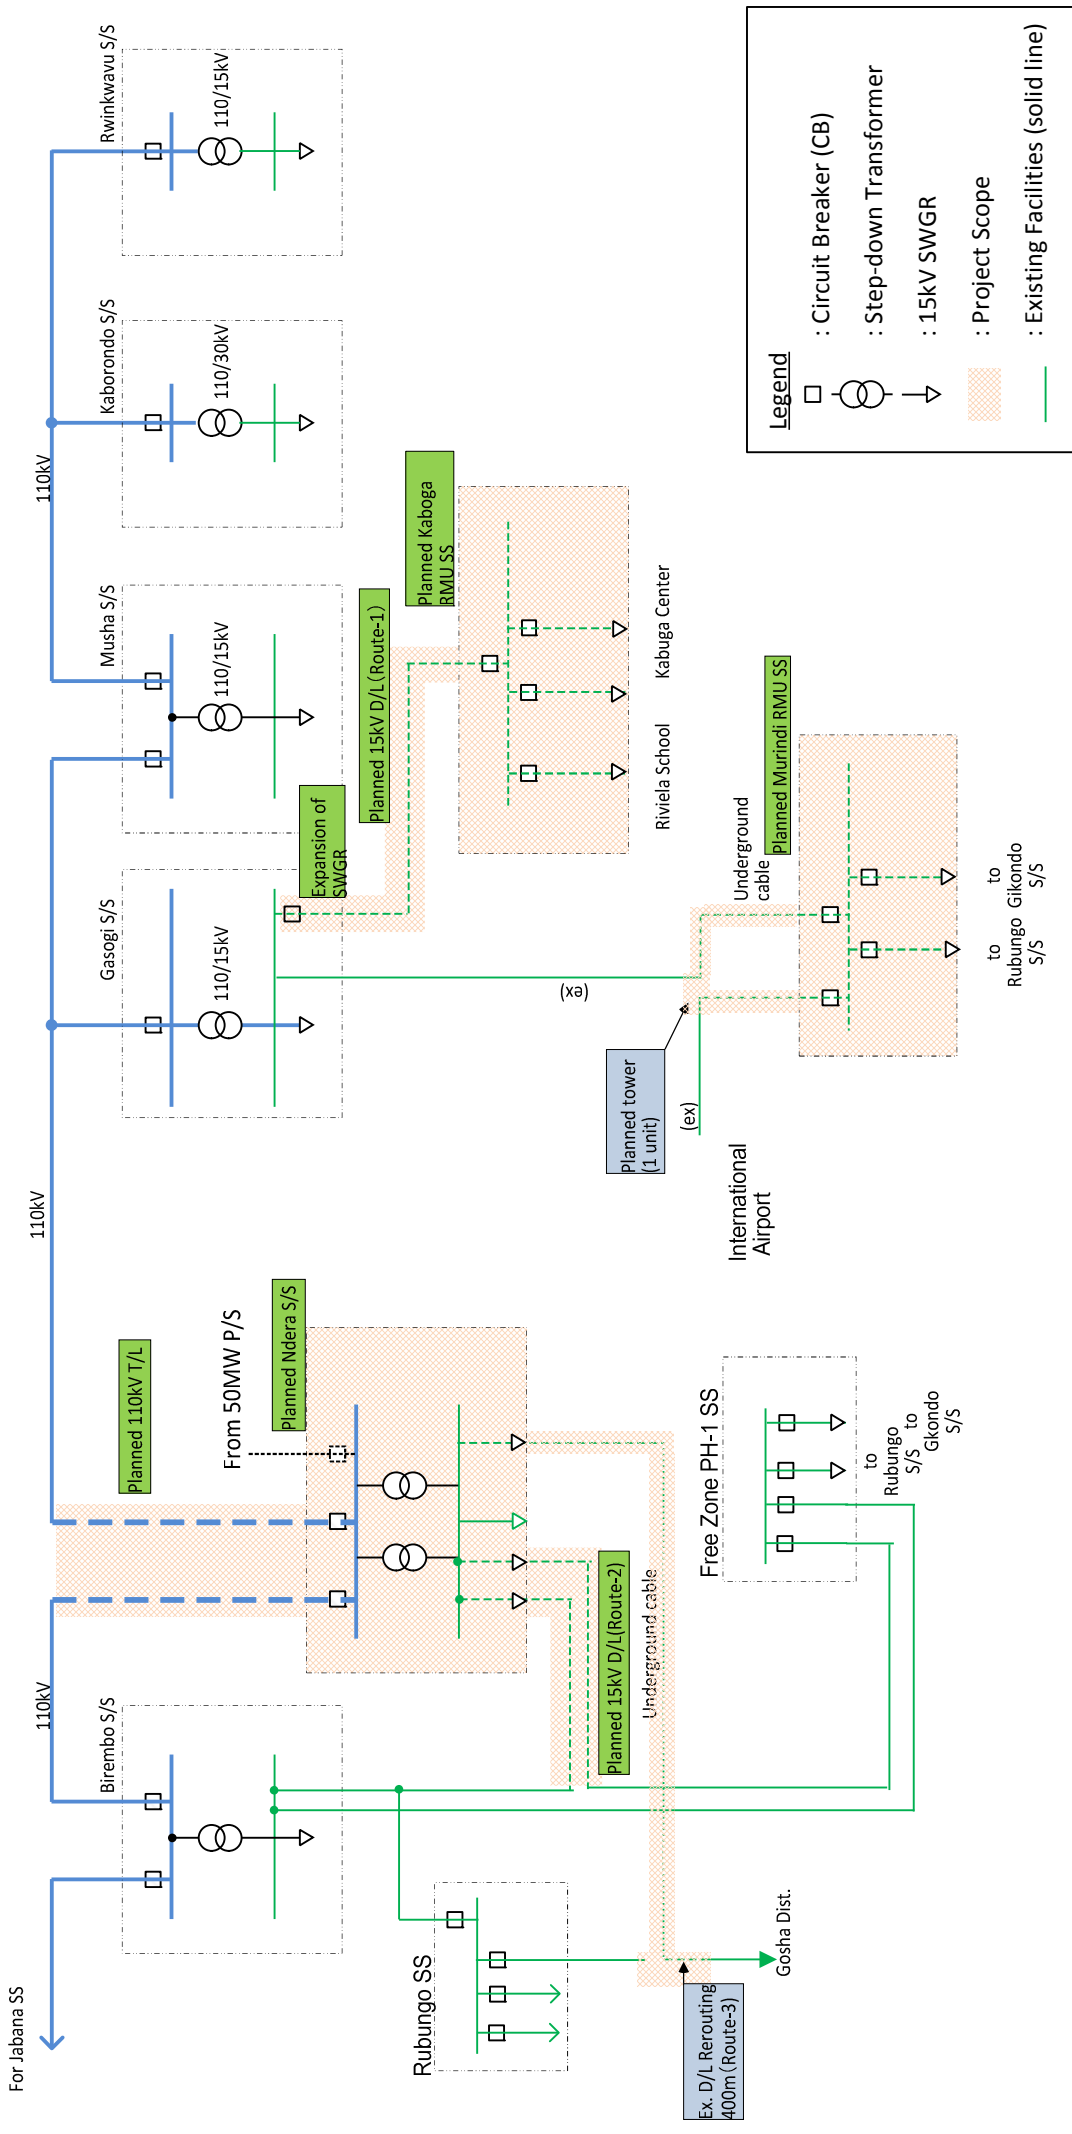 For Jabana SS
Birembo S/S
110kV
Planned 110kV T/L
From 50MW P/S
Planned Ndera S/S
110kV
Gasogi S/S
110/15kV
Expansion of
SWGR
Musha S/S
110/15kV
110kV
Kaborondo S/S
110/30kV
Rwinkwavu S/S
110/15kV
Planned 15kV D/L(Route-1)
Planned Kaboga
RMU SS
Riviela School
Kabuga Center
Rubungo SS
Ex. D/L Rerouting
400m(Route-3)
Gosha Dist.
Planned 15kV D/L(Route-2)
Underground cable
Free Zone PH-1 SS
to
Rubungo
S/S
to
Gkondo
S/S
Planned tower
(1 unit)
(ex)
(ex)
International
Airport
Underground
cable
Planned Murindi RMU SS
to
Rubungo
S/S
to
Gikondo
S/S
Legend
: Circuit Breaker (CB)
: Step-down Transformer
: 15kV SWGR
: Project Scope
: Existing Facilities (solid line)